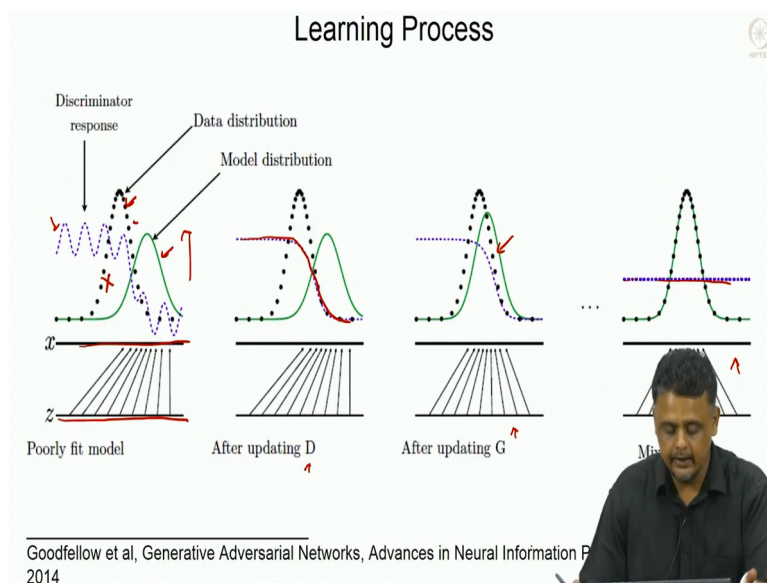 Learning Process
NPTE
Discriminator
response
Data distribution
Model distribution
...
x
z
Poorly fit model
After updating D
After updating G
Goodfellow et al, Generative Adversarial Networks, Advances in Neural Information P
2014